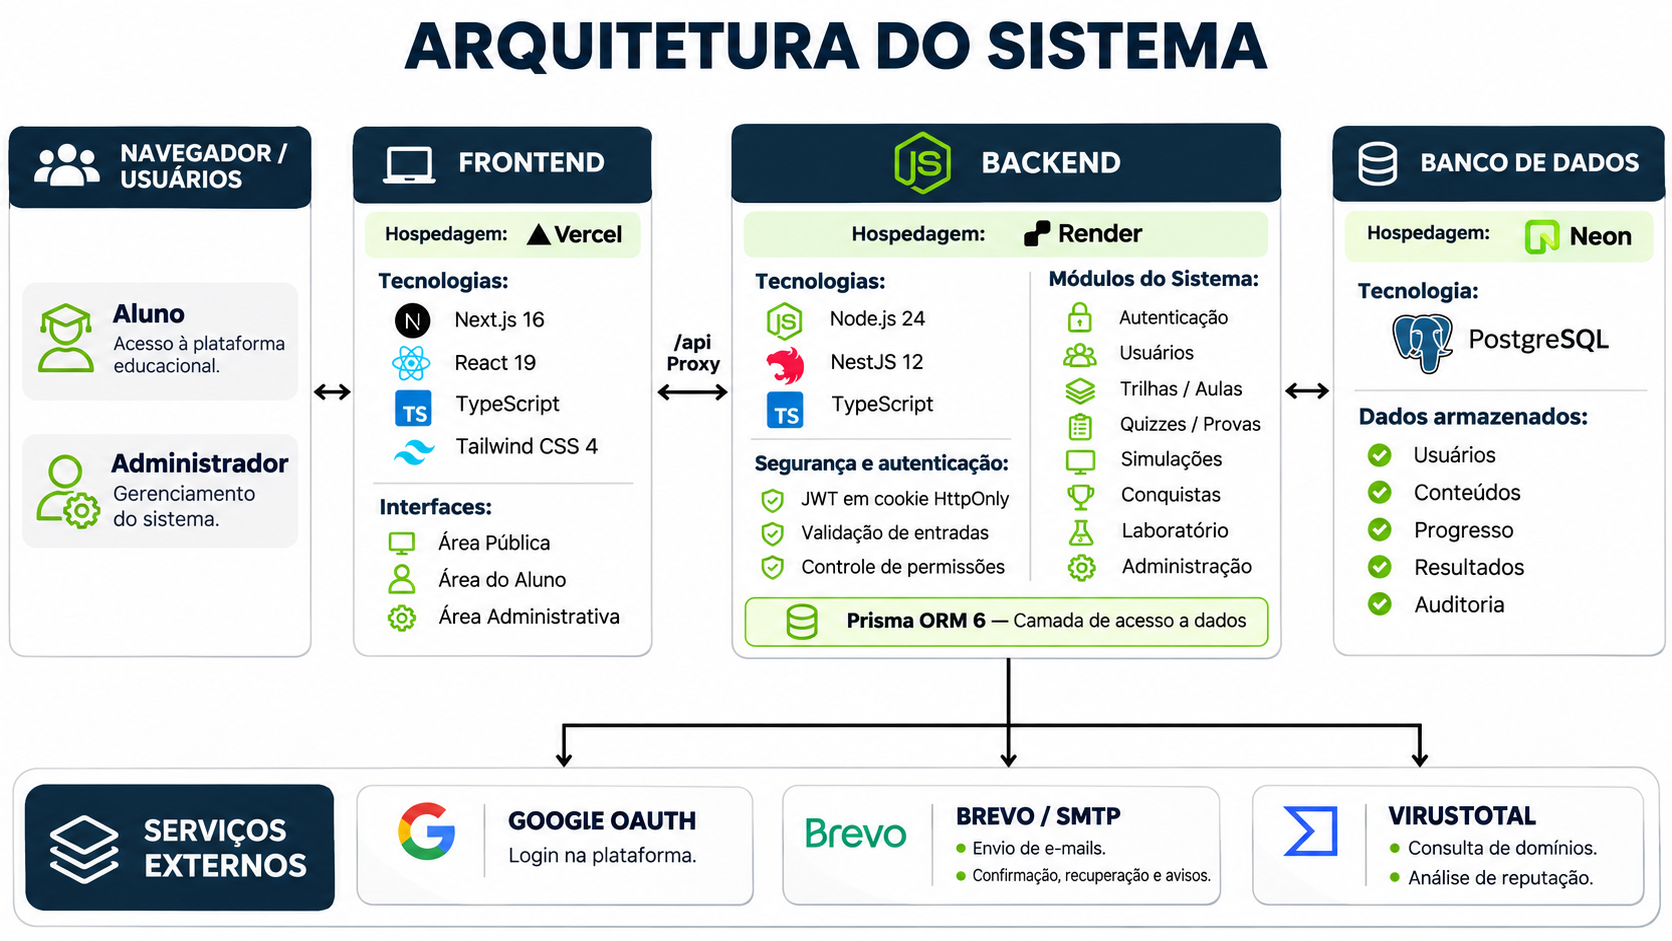 ARQUITETURA DO SISTEMA
NAVEGADOR /
USUÁRIOS
Aluno
Acesso à plataforma
educacional.
Administrador
Gerenciamento
do sistema.
FRONTEND
Hospedagem: Vercel
Tecnologias:
N Next.js 16
React 19
TS TypeScript
Tailwind CSS 4
Interfaces:
Área Pública
Área do Aluno
Área Administrativa
/api
Proxy
JS BACKEND
Hospedagem: Render
Tecnologias:
JS Node.js 24
NestJS 12
TS TypeScript
Segurança e autenticação:
JWT em cookie HttpOnly
Validação de entradas
Controle de permissões
Módulos do Sistema:
Autenticação
Usuários
Trilhas / Aulas
Quizzes / Provas
Simulações
Conquistas
Laboratório
Administração
Prisma ORM 6 — Camada de acesso a dados
BANCO DE DADOS
Hospedagem: Neon
Tecnologia:
PostgreSQL
Dados armazenados:
Usuários
Conteúdos
Progresso
Resultados
Auditoria
SERVIÇOS
EXTERNOS
G GOOGLE OAUTH
Login na plataforma.
Brevo BREVO / SMTP
Envio de e-mails.
Confirmação, recuperação e avisos.
VIRUSTOTAL
Consulta de domínios.
Análise de reputação.